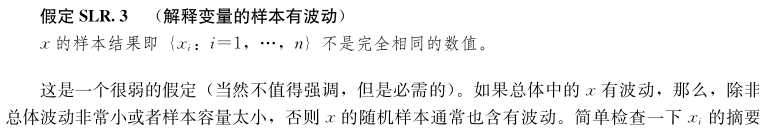 假定 SLR. 3 （解释变量的样本有波动）
x 的样本结果即 {xᵢ：i=1，…，n} 不是完全相同的数值。
这是一个很弱的假定（当然不值得强调，但是必需的）。如果总体中的 x 有波动，那么，除非
总体波动非常小或者样本容量太小，否则 x 的随机样本通常也含有波动。简单检查一下 xᵢ 的摘要